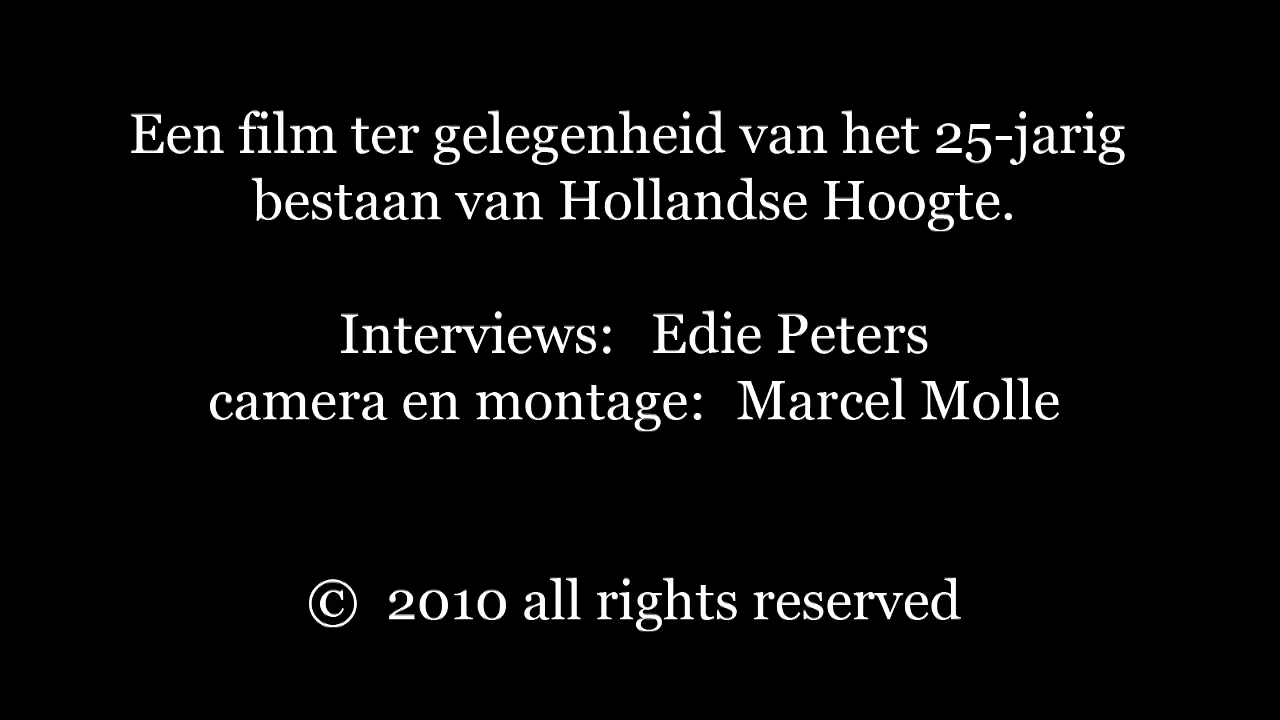 Een film ter gelegenheid van het 25-jarig
bestaan van Hollandse Hoogte.
Interviews: Edie Peters
camera en montage: Marcel Molle
© 2010 all rights reserved